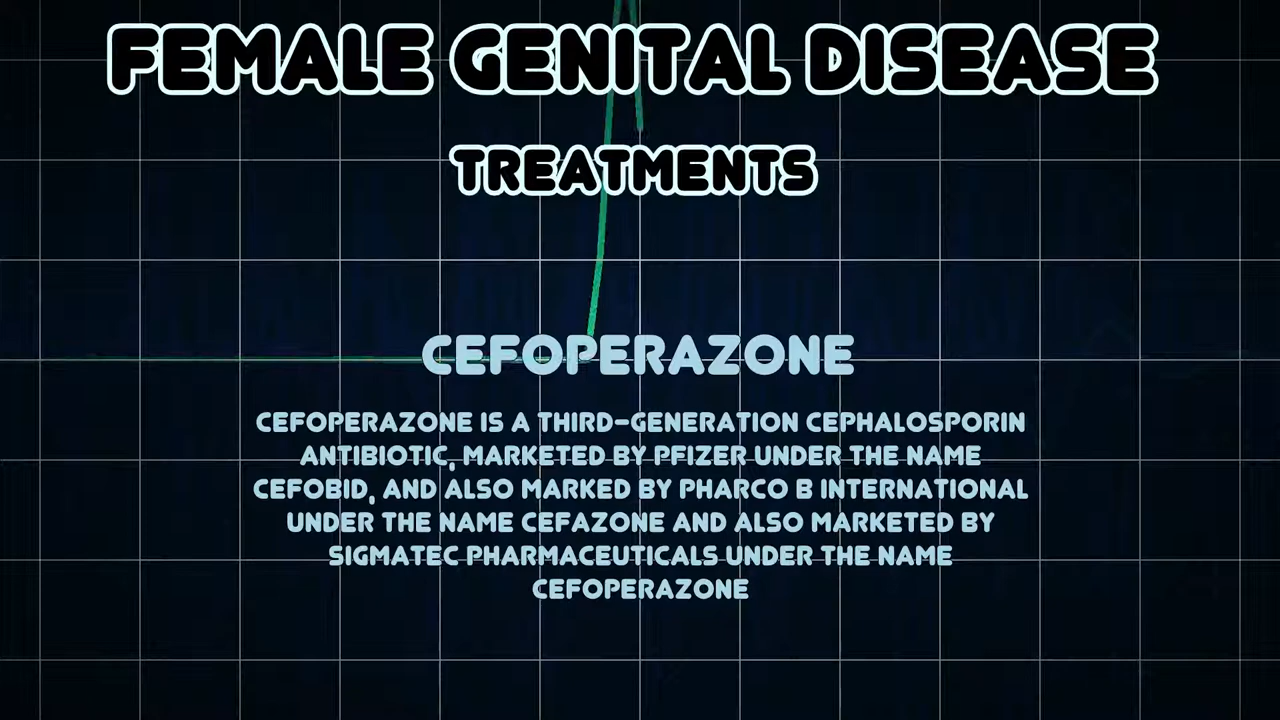 FEMALE GENITAL DISEASE
TREATMENTS
CEFOPERAZONE
CEFOPERAZONE IS A THIRD-GENERATION CEPHALOSPORIN
ANTIBIOTIC, MARKETED BY PFIZER UNDER THE NAME
CEFOBID, AND ALSO MARKED BY PHARCO B INTERNATIONAL
UNDER THE NAME CEFAZONE AND ALSO MARKETED BY
SIGMATEC PHARMACEUTICALS UNDER THE NAME
CEFOPERAZONE